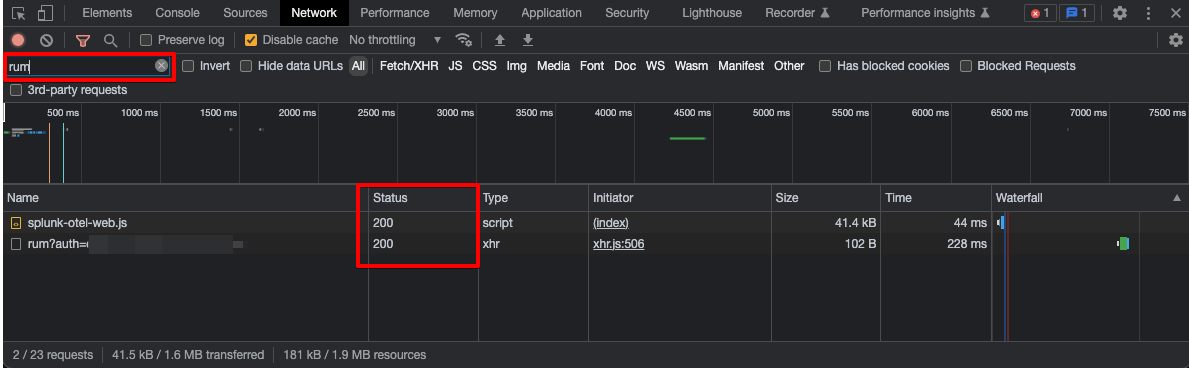 Elements Console Sources Network Performance Memory Application Security Lighthouse Recorder Performance insights 1 1
Preserve log Disable cache No throttling
rum Invert Hide data URLs All Fetch/XHR JS CSS Img Media Font Doc WS Wasm Manifest Other Has blocked cookies Blocked Requests
3rd-party requests
500 ms 1000 ms 1500 ms 2000 ms 2500 ms 3000 ms 3500 ms 4000 ms 4500 ms 5000 ms 5500 ms 6000 ms 6500 ms 7000 ms 7500 ms
Name Status Type Initiator Size Time Waterfall
splunk-otel-web.js 200 script (index) 41.4 kB 44 ms
rum?auth= 200 xhr xhr.js:506 102 B 228 ms
2 / 23 requests 41.5 kB / 1.6 MB transferred 181 kB / 1.9 MB resources